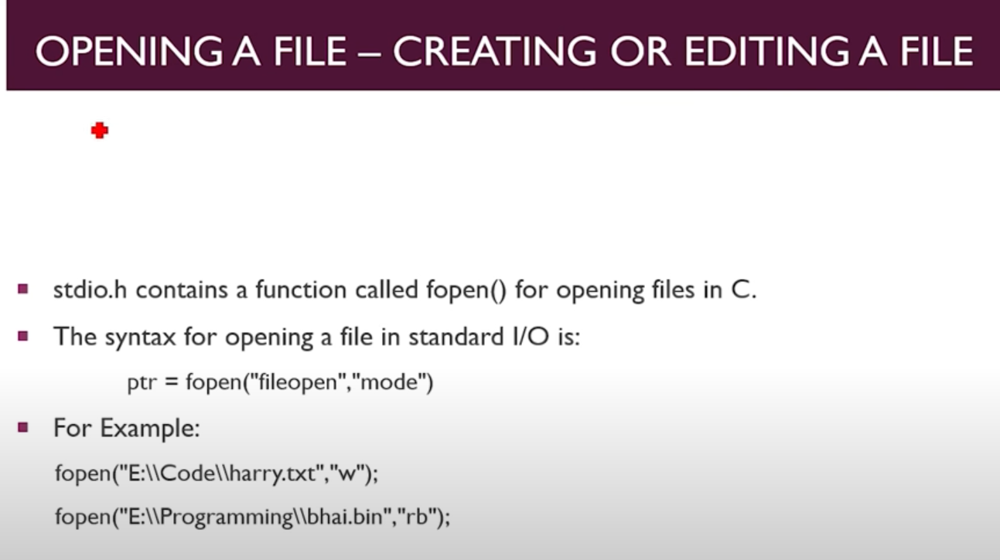 OPENING A FILE – CREATING OR EDITING A FILE
stdio.h contains a function called fopen() for opening files in C.
The syntax for opening a file in standard I/O is:
ptr = fopen("fileopen","mode")
For Example:
fopen("E:\\Code\\harry.txt","w");
fopen("E:\\Programming\\bhai.bin","rb");